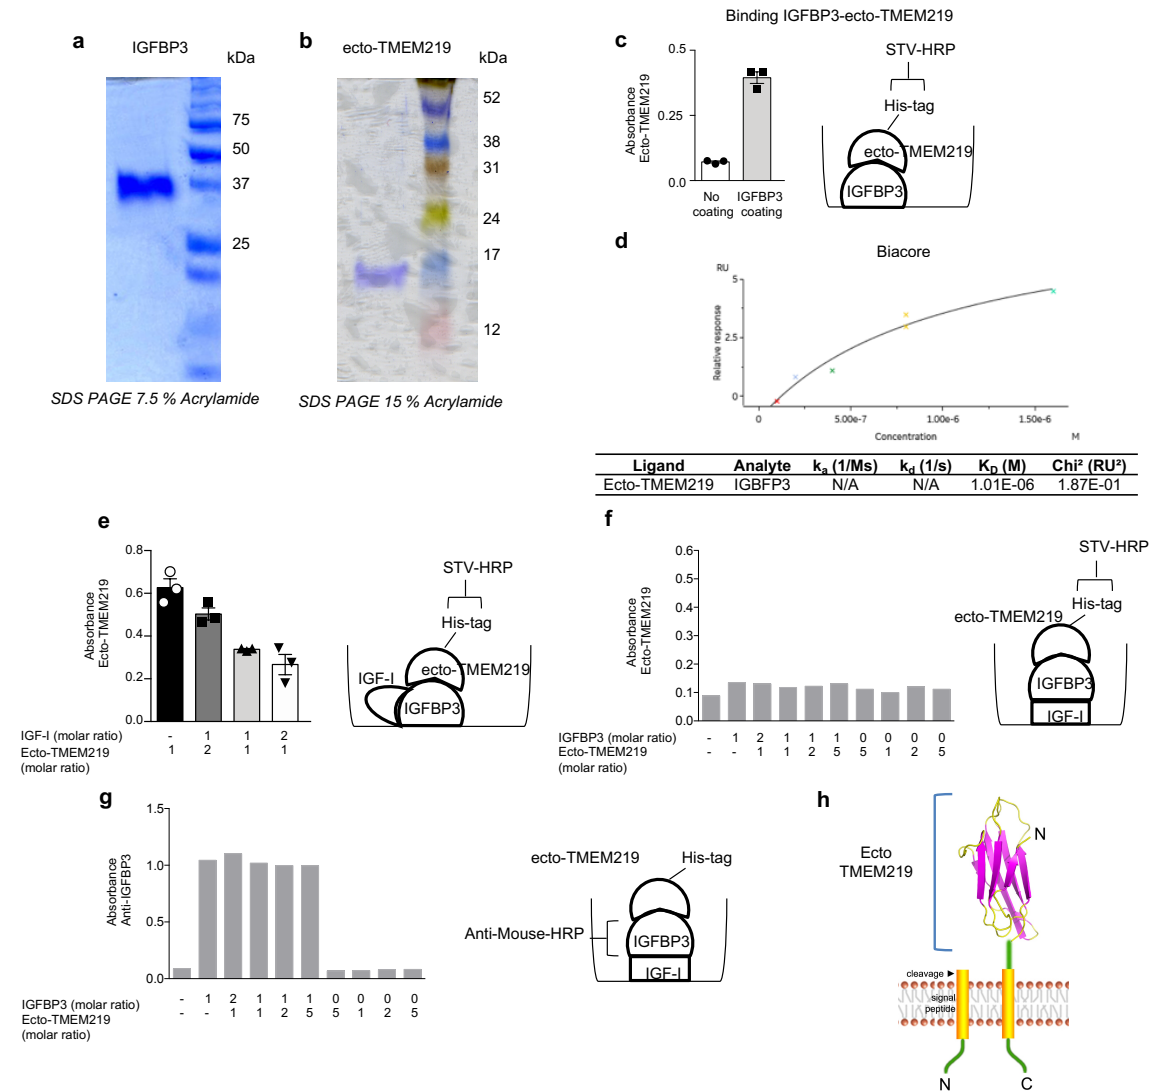 a
IGFBP3
kDa
75
50
37
25
SDS PAGE 7.5 % Acrylamide
b
ecto-TMEM219
kDa
52
38
31
24
17
12
SDS PAGE 15 % Acrylamide
Binding IGFBP3-ecto-TMEM219
c
Absorbance
Ecto-TMEM219
0.5
0.25
0.0
No
coating
IGFBP3
coating
STV-HRP
His-tag
ecto-TMEM219
IGFBP3
d
Biacore
RU
Relative response
5
2.5
0
0
5.00e-7
1.00e-6
1.50e-6
Concentration
M
Ligand Analyte ka (1/Ms) kd (1/s) KD (M) Chi² (RU²)
Ecto-TMEM219 IGBFP3 N/A N/A 1.01E-06 1.87E-01
e
Absorbance
Ecto-TMEM219
0.8
0.6
0.4
0.2
0.0
IGF-I (molar ratio) - 1 1 2
Ecto-TMEM219 1 2 1 1
(molar ratio)
STV-HRP
His-tag
ecto-TMEM219
IGF-I
IGFBP3
f
Absorbance
Ecto-TMEM219
0.6
0.5
0.4
0.3
0.2
0.1
0.0
IGFBP3 (molar ratio) - 1 2 1 1 1 0 0 0 0
Ecto-TMEM219 - - 1 1 2 5 5 1 2 5
(molar ratio)
STV-HRP
His-tag
ecto-TMEM219
IGFBP3
IGF-I
g
Absorbance
Anti-IGFBP3
1.5
1.0
0.5
0.0
IGFBP3 (molar ratio) - 1 2 1 1 1 0 0 0 0
Ecto-TMEM219 - - 1 1 2 5 5 1 2 5
(molar ratio)
ecto-TMEM219
His-tag
Anti-Mouse-HRP
IGFBP3
IGF-I
h
Ecto
TMEM219
N
cleavage
signal
peptide
N
C